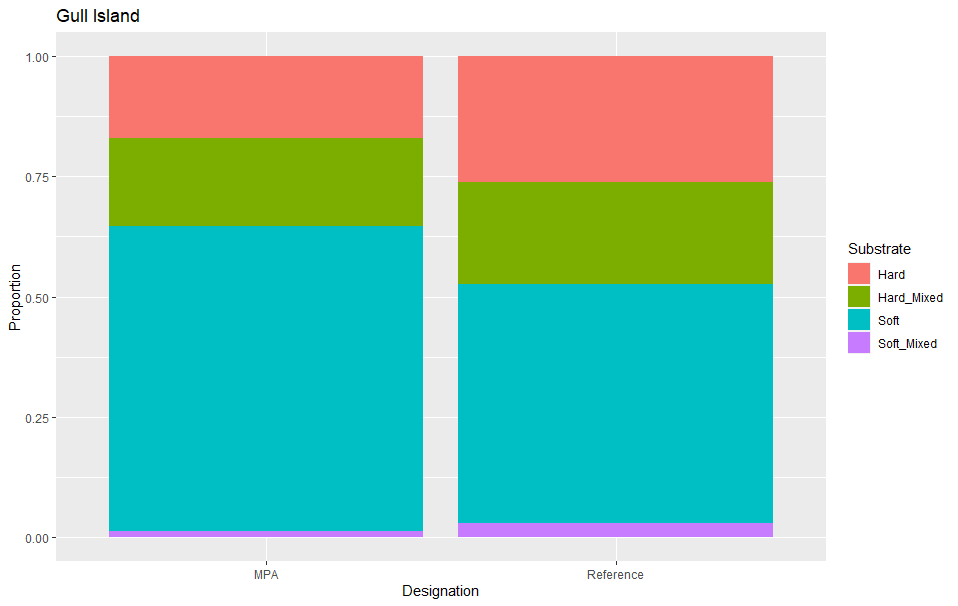 Gull Island
1.00
0.75
0.50
0.25
0.00
Proportion
MPA
Reference
Designation
Substrate
Hard
Hard_Mixed
Soft
Soft_Mixed